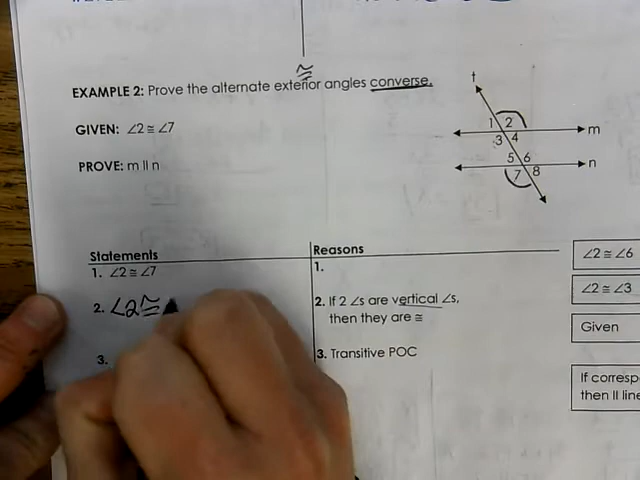 ≅
EXAMPLE 2: Prove the alternate exterior angles converse.
GIVEN: ∠2 ≅ ∠7
PROVE: m ll n
t
1 2
3 4
m
5 6
7 8
n
Statements
Reasons
1. ∠2 ≅ ∠7
1.
2. ∠2 ≅
2. If 2 ∠s are vertical ∠s,
then they are ≅
3.
3. Transitive POC
∠2 ≅ ∠6
∠2 ≅ ∠3
Given
If corresp
then ll line